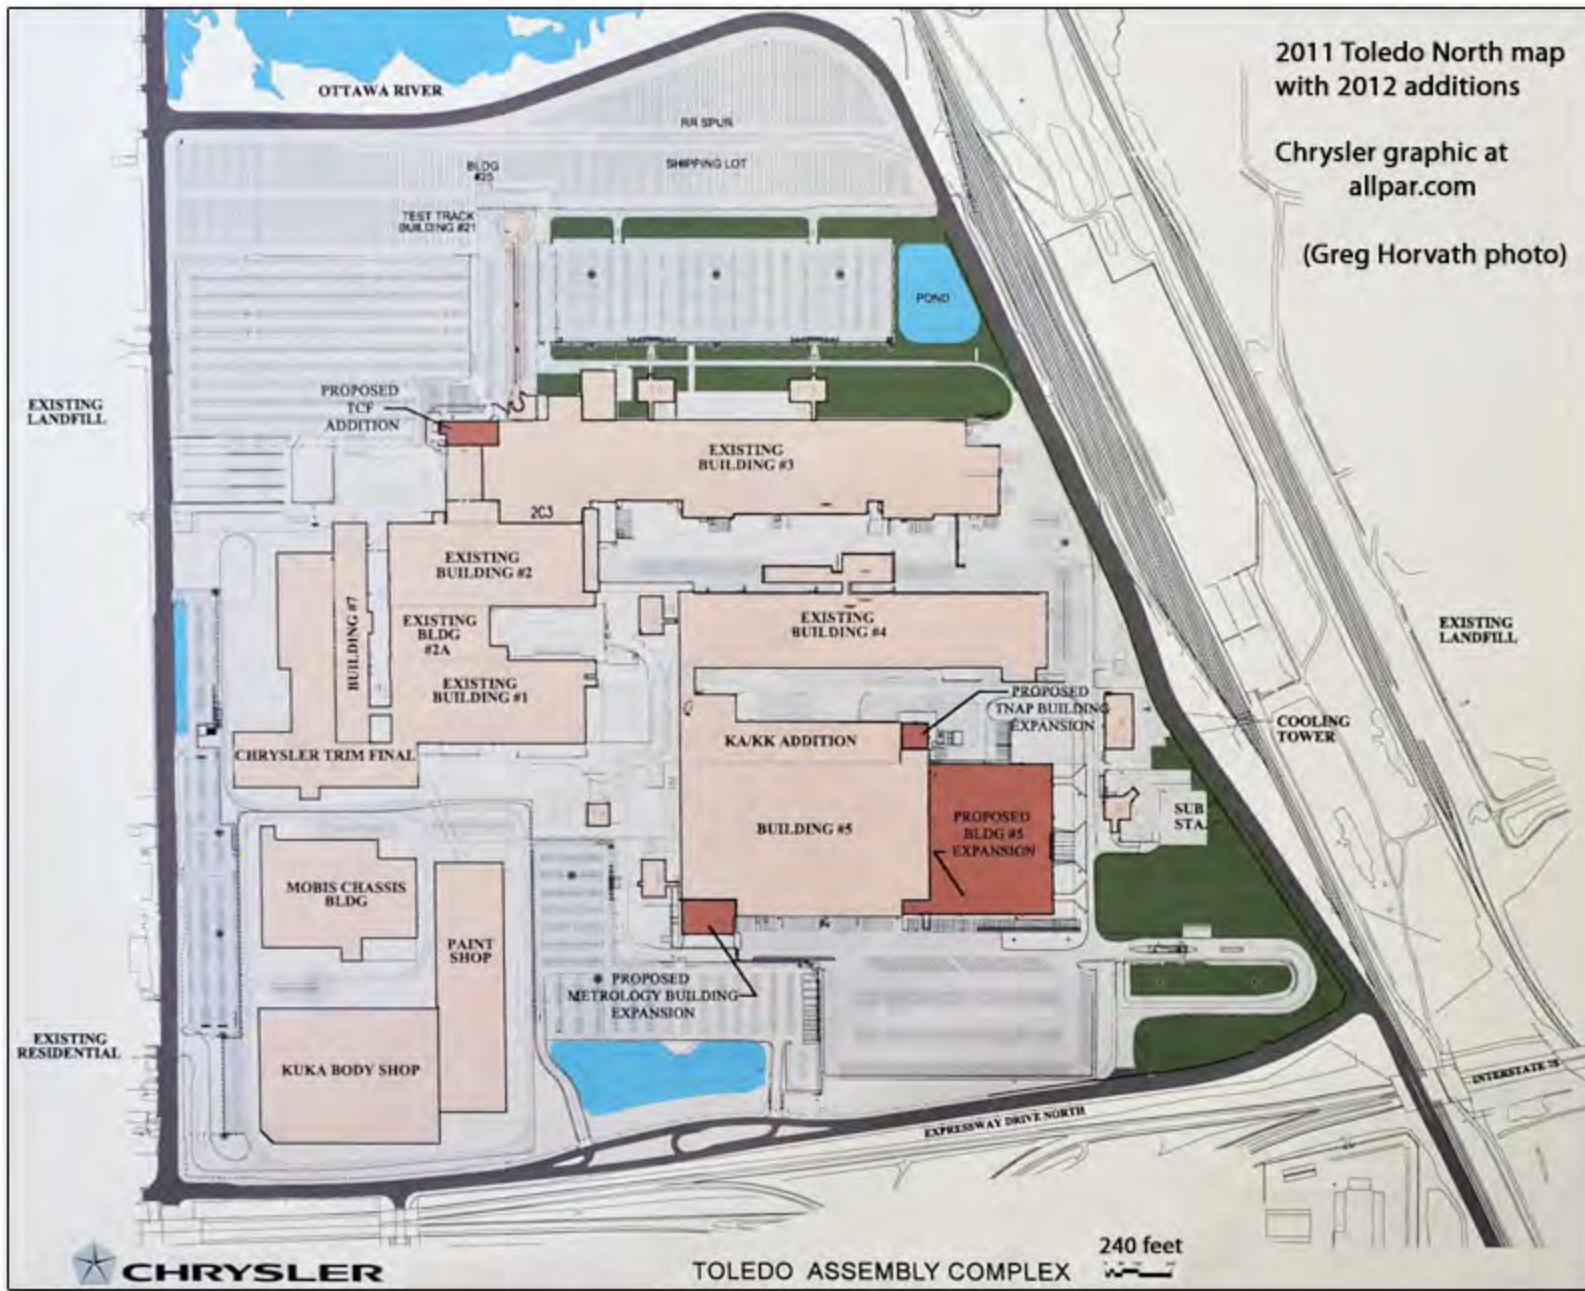 2011 Toledo North map
with 2012 additions
Chrysler graphic at
allpar.com
(Greg Horvath photo)
OTTAWA RIVER
RR SPUR
SHIPPING LOT
BLDG
#25
TEST TRACK
BUILDING #21
POND
EXISTING
LANDFILL
PROPOSED
TCF
ADDITION
EXISTING
BUILDING #3
2C3
EXISTING
BUILDING #2
BUILDING #7
EXISTING
BLDG
#2A
EXISTING
BUILDING #1
EXISTING
BUILDING #4
EXISTING
LANDFILL
PROPOSED
TNAP BUILDING
EXPANSION
COOLING
TOWER
KA/KK ADDITION
CHRYSLER TRIM FINAL
BUILDING #5
PROPOSED
BLDG #5
EXPANSION
SUB
STA.
MOBIS CHASSIS
BLDG
PAINT
SHOP
PROPOSED
METROLOGY BUILDING
EXPANSION
EXISTING
RESIDENTIAL
KUKA BODY SHOP
INTERSTATE 75
EXPRESSWAY DRIVE NORTH
240 feet
CHRYSLER
TOLEDO ASSEMBLY COMPLEX